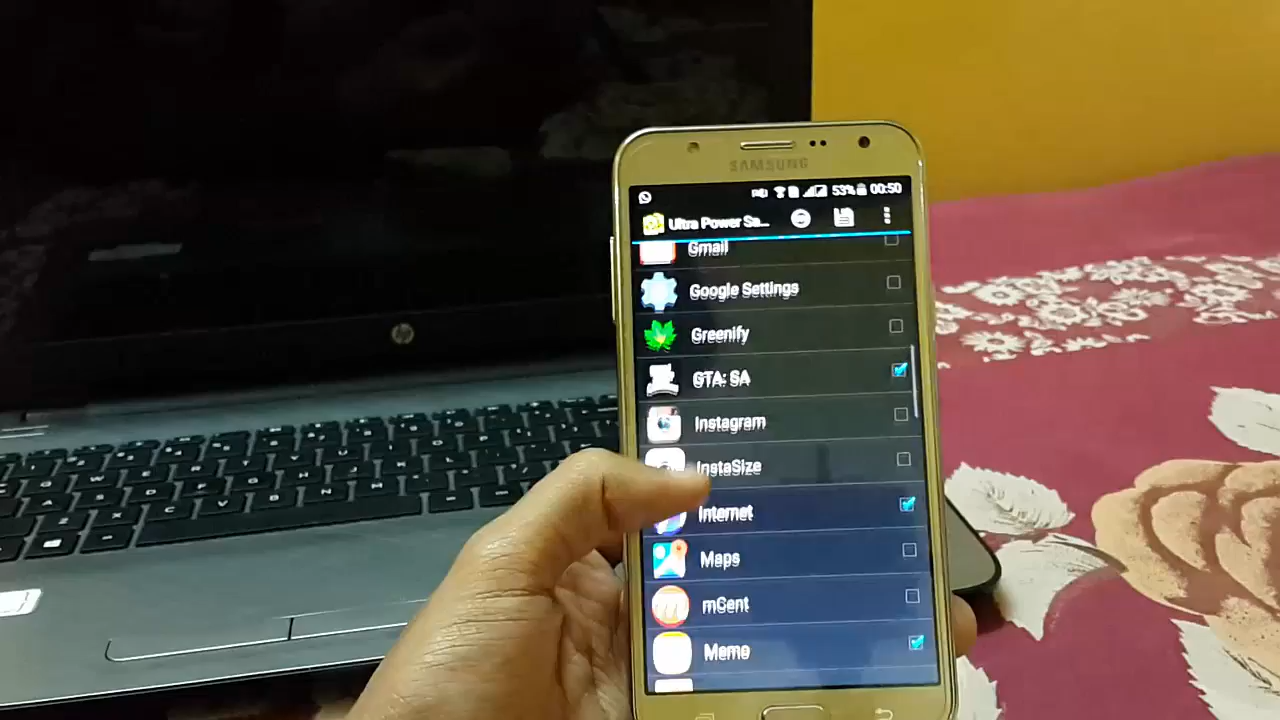 SAMSUNG
53% 00:50
Ultra Power Sa...
Gmail
Google Settings
Greenify
GTA: SA
Instagram
InstaSize
Internet
Maps
mCent
Memo
hp